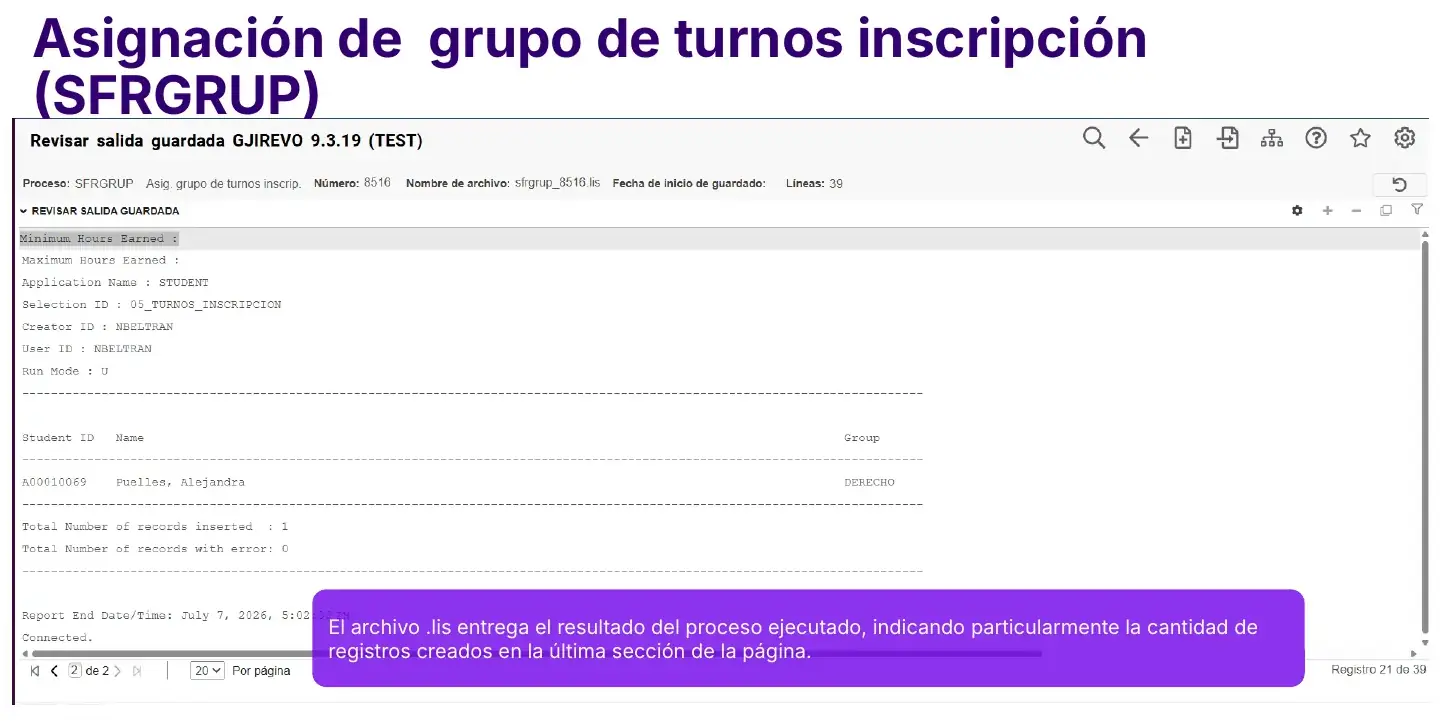 Asignación de grupo de turnos inscripción
(SFRGRUP)
Revisar salida guardada GJIREVO 9.3.19 (TEST)
Proceso: SFRGRUP Asig. grupo de turnos inscrip. Número: 8516 Nombre de archivo: sfrgrup_8516.lis Fecha de inicio de guardado: Líneas: 39
REVISAR SALIDA GUARDADA
Minimum Hours Earned :
Maximum Hours Earned :
Application Name : STUDENT
Selection ID : 05_TURNOS_INSCRIPCION
Creator ID : NBELTRAN
User ID : NBELTRAN
Run Mode : U
Student ID Name Group
A00010069 Puelles, Alejandra DERECHO
Total Number of records inserted : 1
Total Number of records with error: 0
Report End Date/Time: July 7, 2026, 5:02
Connected.
El archivo .lis entrega el resultado del proceso ejecutado, indicando particularmente la cantidad de
registros creados en la última sección de la página.
2 de 2 20 Por página Registro 21 de 39